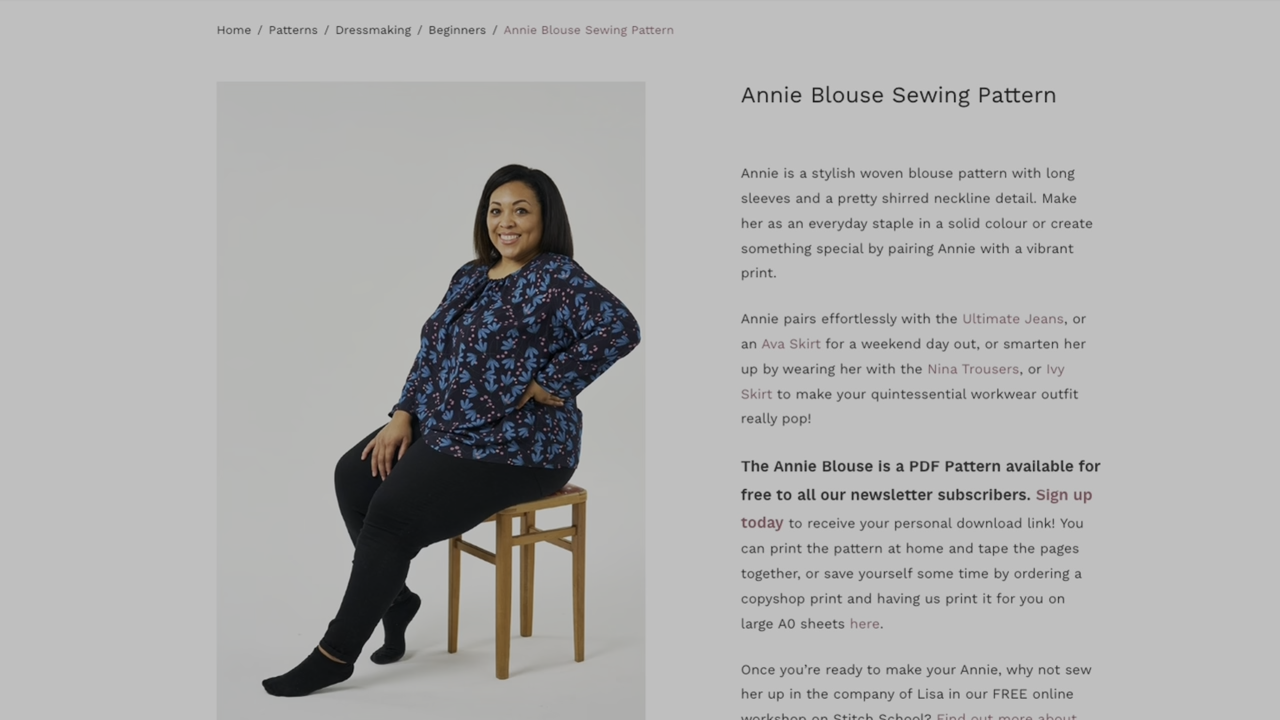 Home / Patterns / Dressmaking / Beginners / Annie Blouse Sewing Pattern
Annie Blouse Sewing Pattern
Annie is a stylish woven blouse pattern with long
sleeves and a pretty shirred neckline detail. Make
her as an everyday staple in a solid colour or create
something special by pairing Annie with a vibrant
print.
Annie pairs effortlessly with the Ultimate Jeans, or
an Ava Skirt for a weekend day out, or smarten her
up by wearing her with the Nina Trousers, or Ivy
Skirt to make your quintessential workwear outfit
really pop!
The Annie Blouse is a PDF Pattern available for
free to all our newsletter subscribers. Sign up
today to receive your personal download link! You
can print the pattern at home and tape the pages
together, or save yourself some time by ordering a
copyshop print and having us print it for you on
large A0 sheets here.
Once you're ready to make your Annie, why not sew
her up in the company of Lisa in our FREE online
workshop on Stitch School? Find out more about